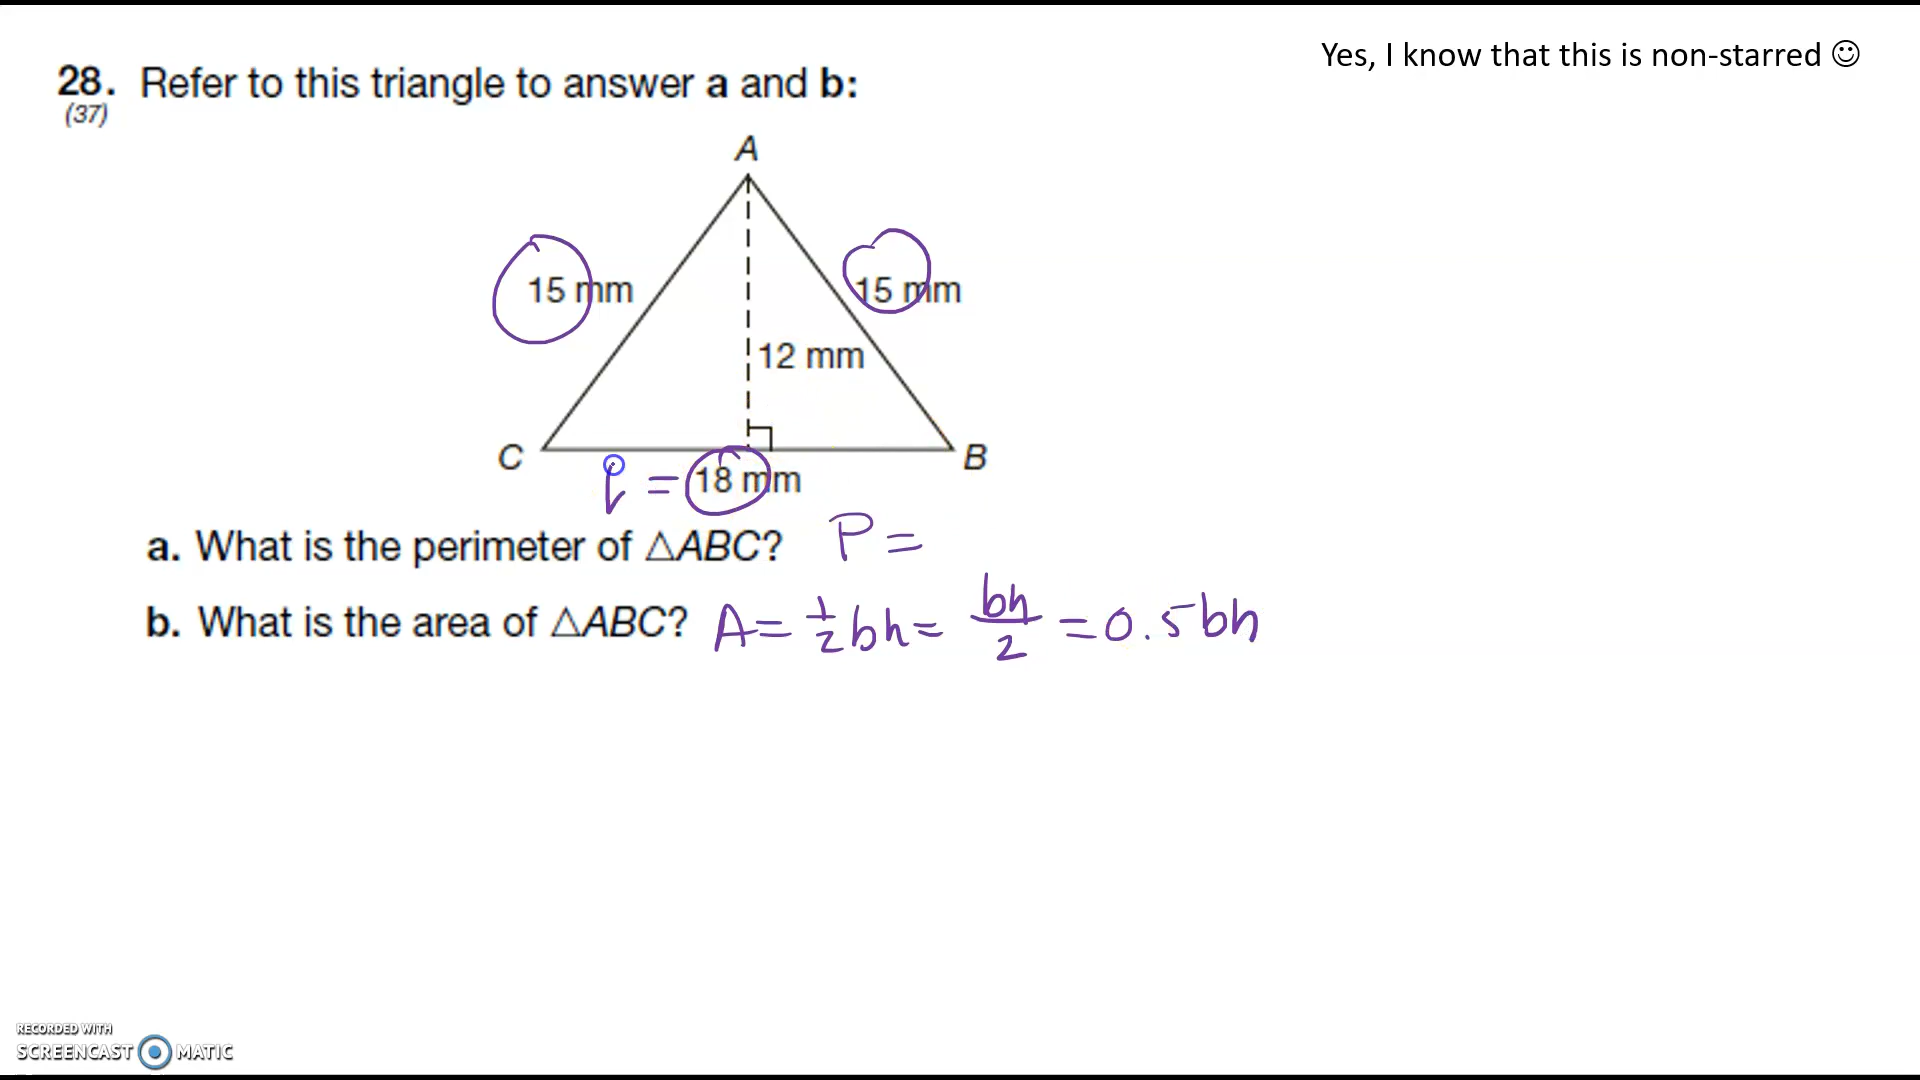 Yes, I know that this is non-starred ☺
28. Refer to this triangle to answer a and b:
(37)
A
15 mm
15 mm
12 mm
C
B
= 18 mm
a. What is the perimeter of △ABC? P =
b. What is the area of △ABC? A = 1/2 bh = bh/2 = 0.5bh
RECORDED WITH
SCREENCAST MATIC